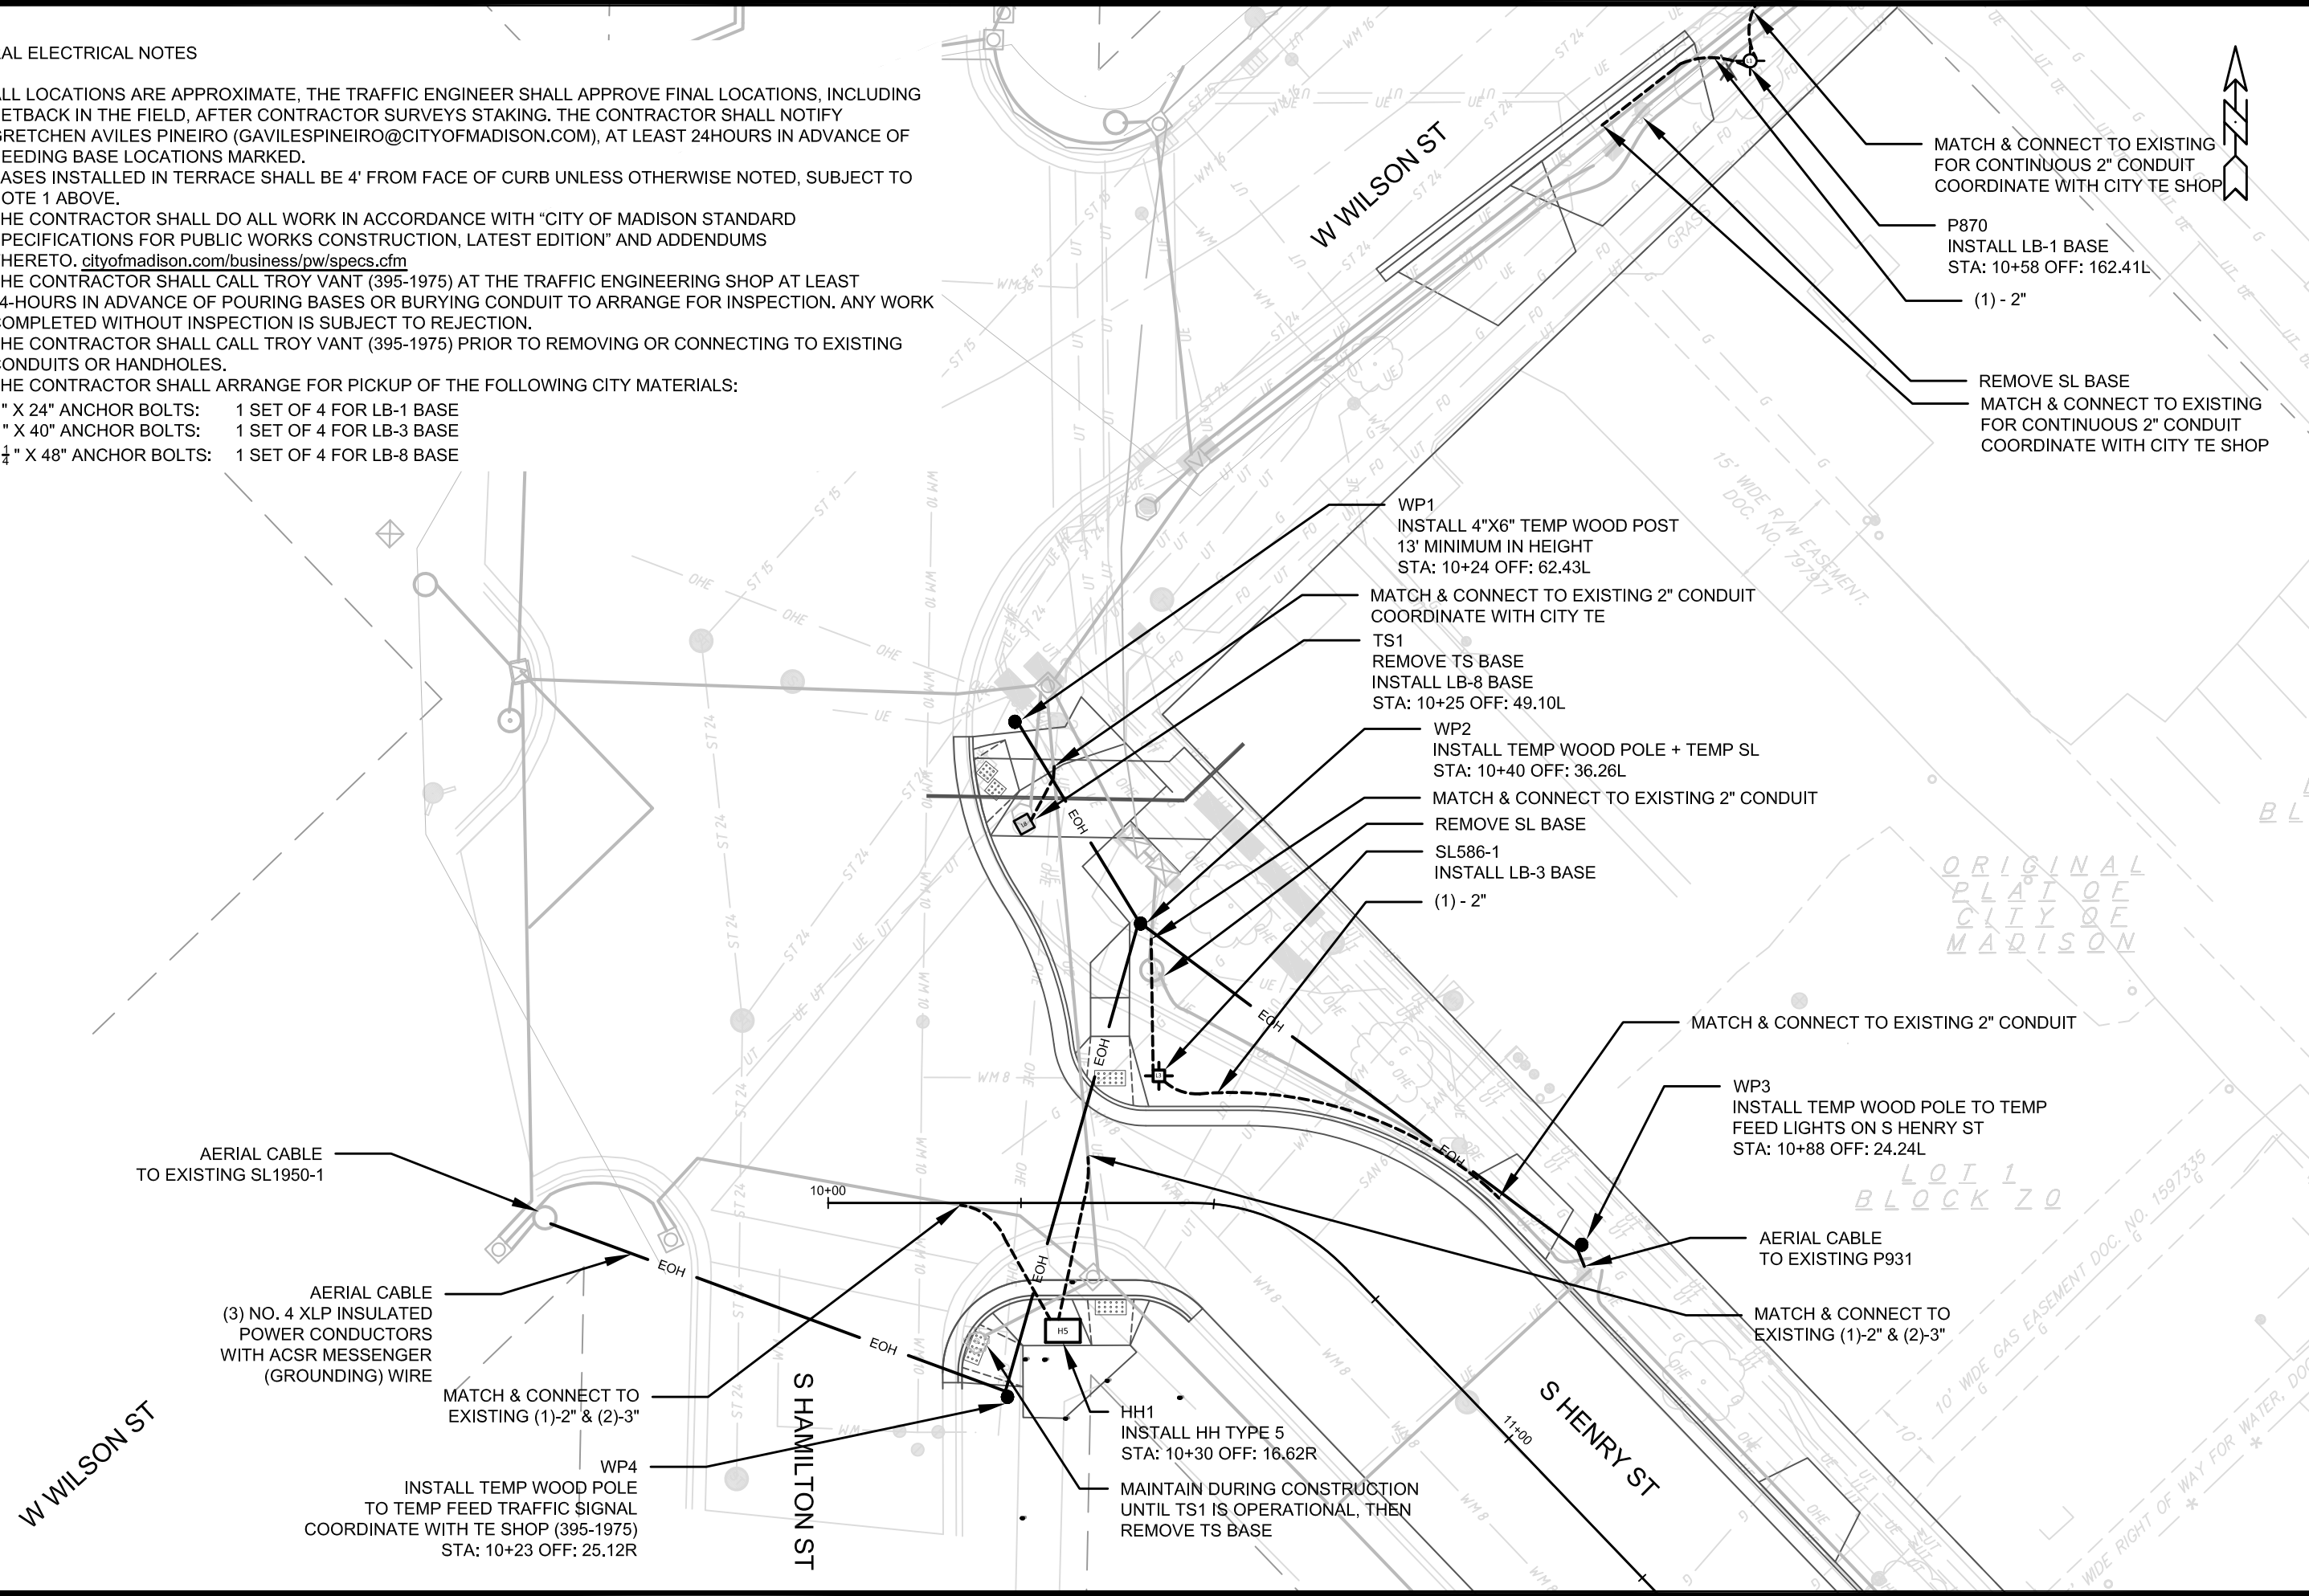 AL ELECTRICAL NOTES
LL LOCATIONS ARE APPROXIMATE, THE TRAFFIC ENGINEER SHALL APPROVE FINAL LOCATIONS, INCLUDING
ETBACK IN THE FIELD, AFTER CONTRACTOR SURVEYS STAKING. THE CONTRACTOR SHALL NOTIFY
RETCHEN AVILES PINEIRO (GAVILESPINEIRO@CITYOFMADISON.COM), AT LEAST 24HOURS IN ADVANCE OF
EEDING BASE LOCATIONS MARKED.
ASES INSTALLED IN TERRACE SHALL BE 4' FROM FACE OF CURB UNLESS OTHERWISE NOTED, SUBJECT TO
OTE 1 ABOVE.
HE CONTRACTOR SHALL DO ALL WORK IN ACCORDANCE WITH “CITY OF MADISON STANDARD
PECIFICATIONS FOR PUBLIC WORKS CONSTRUCTION, LATEST EDITION” AND ADDENDUMS
HERETO. cityofmadison.com/business/pw/specs.cfm
HE CONTRACTOR SHALL CALL TROY VANT (395-1975) AT THE TRAFFIC ENGINEERING SHOP AT LEAST
4-HOURS IN ADVANCE OF POURING BASES OR BURYING CONDUIT TO ARRANGE FOR INSPECTION. ANY WORK
OMPLETED WITHOUT INSPECTION IS SUBJECT TO REJECTION.
HE CONTRACTOR SHALL CALL TROY VANT (395-1975) PRIOR TO REMOVING OR CONNECTING TO EXISTING
ONDUITS OR HANDHOLES.
HE CONTRACTOR SHALL ARRANGE FOR PICKUP OF THE FOLLOWING CITY MATERIALS:
" X 24" ANCHOR BOLTS: 1 SET OF 4 FOR LB-1 BASE
" X 40" ANCHOR BOLTS: 1 SET OF 4 FOR LB-3 BASE
1/4" X 48" ANCHOR BOLTS: 1 SET OF 4 FOR LB-8 BASE
W WILSON ST
MATCH & CONNECT TO EXISTING
FOR CONTINUOUS 2" CONDUIT
COORDINATE WITH CITY TE SHOP
P870
INSTALL LB-1 BASE
STA: 10+58 OFF: 162.41L
(1) - 2"
REMOVE SL BASE
MATCH & CONNECT TO EXISTING
FOR CONTINUOUS 2" CONDUIT
COORDINATE WITH CITY TE SHOP
15' WIDE R/W EASEMENT.
DOC. NO. 797971
GRASS
WP1
INSTALL 4"X6" TEMP WOOD POST
13' MINIMUM IN HEIGHT
STA: 10+24 OFF: 62.43L
MATCH & CONNECT TO EXISTING 2" CONDUIT
COORDINATE WITH CITY TE
TS1
REMOVE TS BASE
INSTALL LB-8 BASE
STA: 10+25 OFF: 49.10L
WP2
INSTALL TEMP WOOD POLE + TEMP SL
STA: 10+40 OFF: 36.26L
MATCH & CONNECT TO EXISTING 2" CONDUIT
REMOVE SL BASE
SL586-1
INSTALL LB-3 BASE
(1) - 2"
EOH
EOH
EOH
EOH
ORIGINAL
PLAT OF
CITY OF
MADISON
MATCH & CONNECT TO EXISTING 2" CONDUIT
WP3
INSTALL TEMP WOOD POLE TO TEMP
FEED LIGHTS ON S HENRY ST
STA: 10+88 OFF: 24.24L
LOT 1
BLOCK 70
AERIAL CABLE
TO EXISTING P931
MATCH & CONNECT TO
EXISTING (1)-2" & (2)-3"
10' WIDE GAS EASEMENT DOC. NO. 1597335
WIDE RIGHT OF WAY FOR WATER,
10'
AERIAL CABLE
TO EXISTING SL1950-1
10+00
EOH
EOH
EOH
AERIAL CABLE
(3) NO. 4 XLP INSULATED
POWER CONDUCTORS
WITH ACSR MESSENGER
(GROUNDING) WIRE
MATCH & CONNECT TO
EXISTING (1)-2" & (2)-3"
WP4
INSTALL TEMP WOOD POLE
TO TEMP FEED TRAFFIC SIGNAL
COORDINATE WITH TE SHOP (395-1975)
STA: 10+23 OFF: 25.12R
W WILSON ST
S HAMILTON ST
H5
HH1
INSTALL HH TYPE 5
STA: 10+30 OFF: 16.62R
MAINTAIN DURING CONSTRUCTION
UNTIL TS1 IS OPERATIONAL, THEN
REMOVE TS BASE
S HENRY ST
11+00